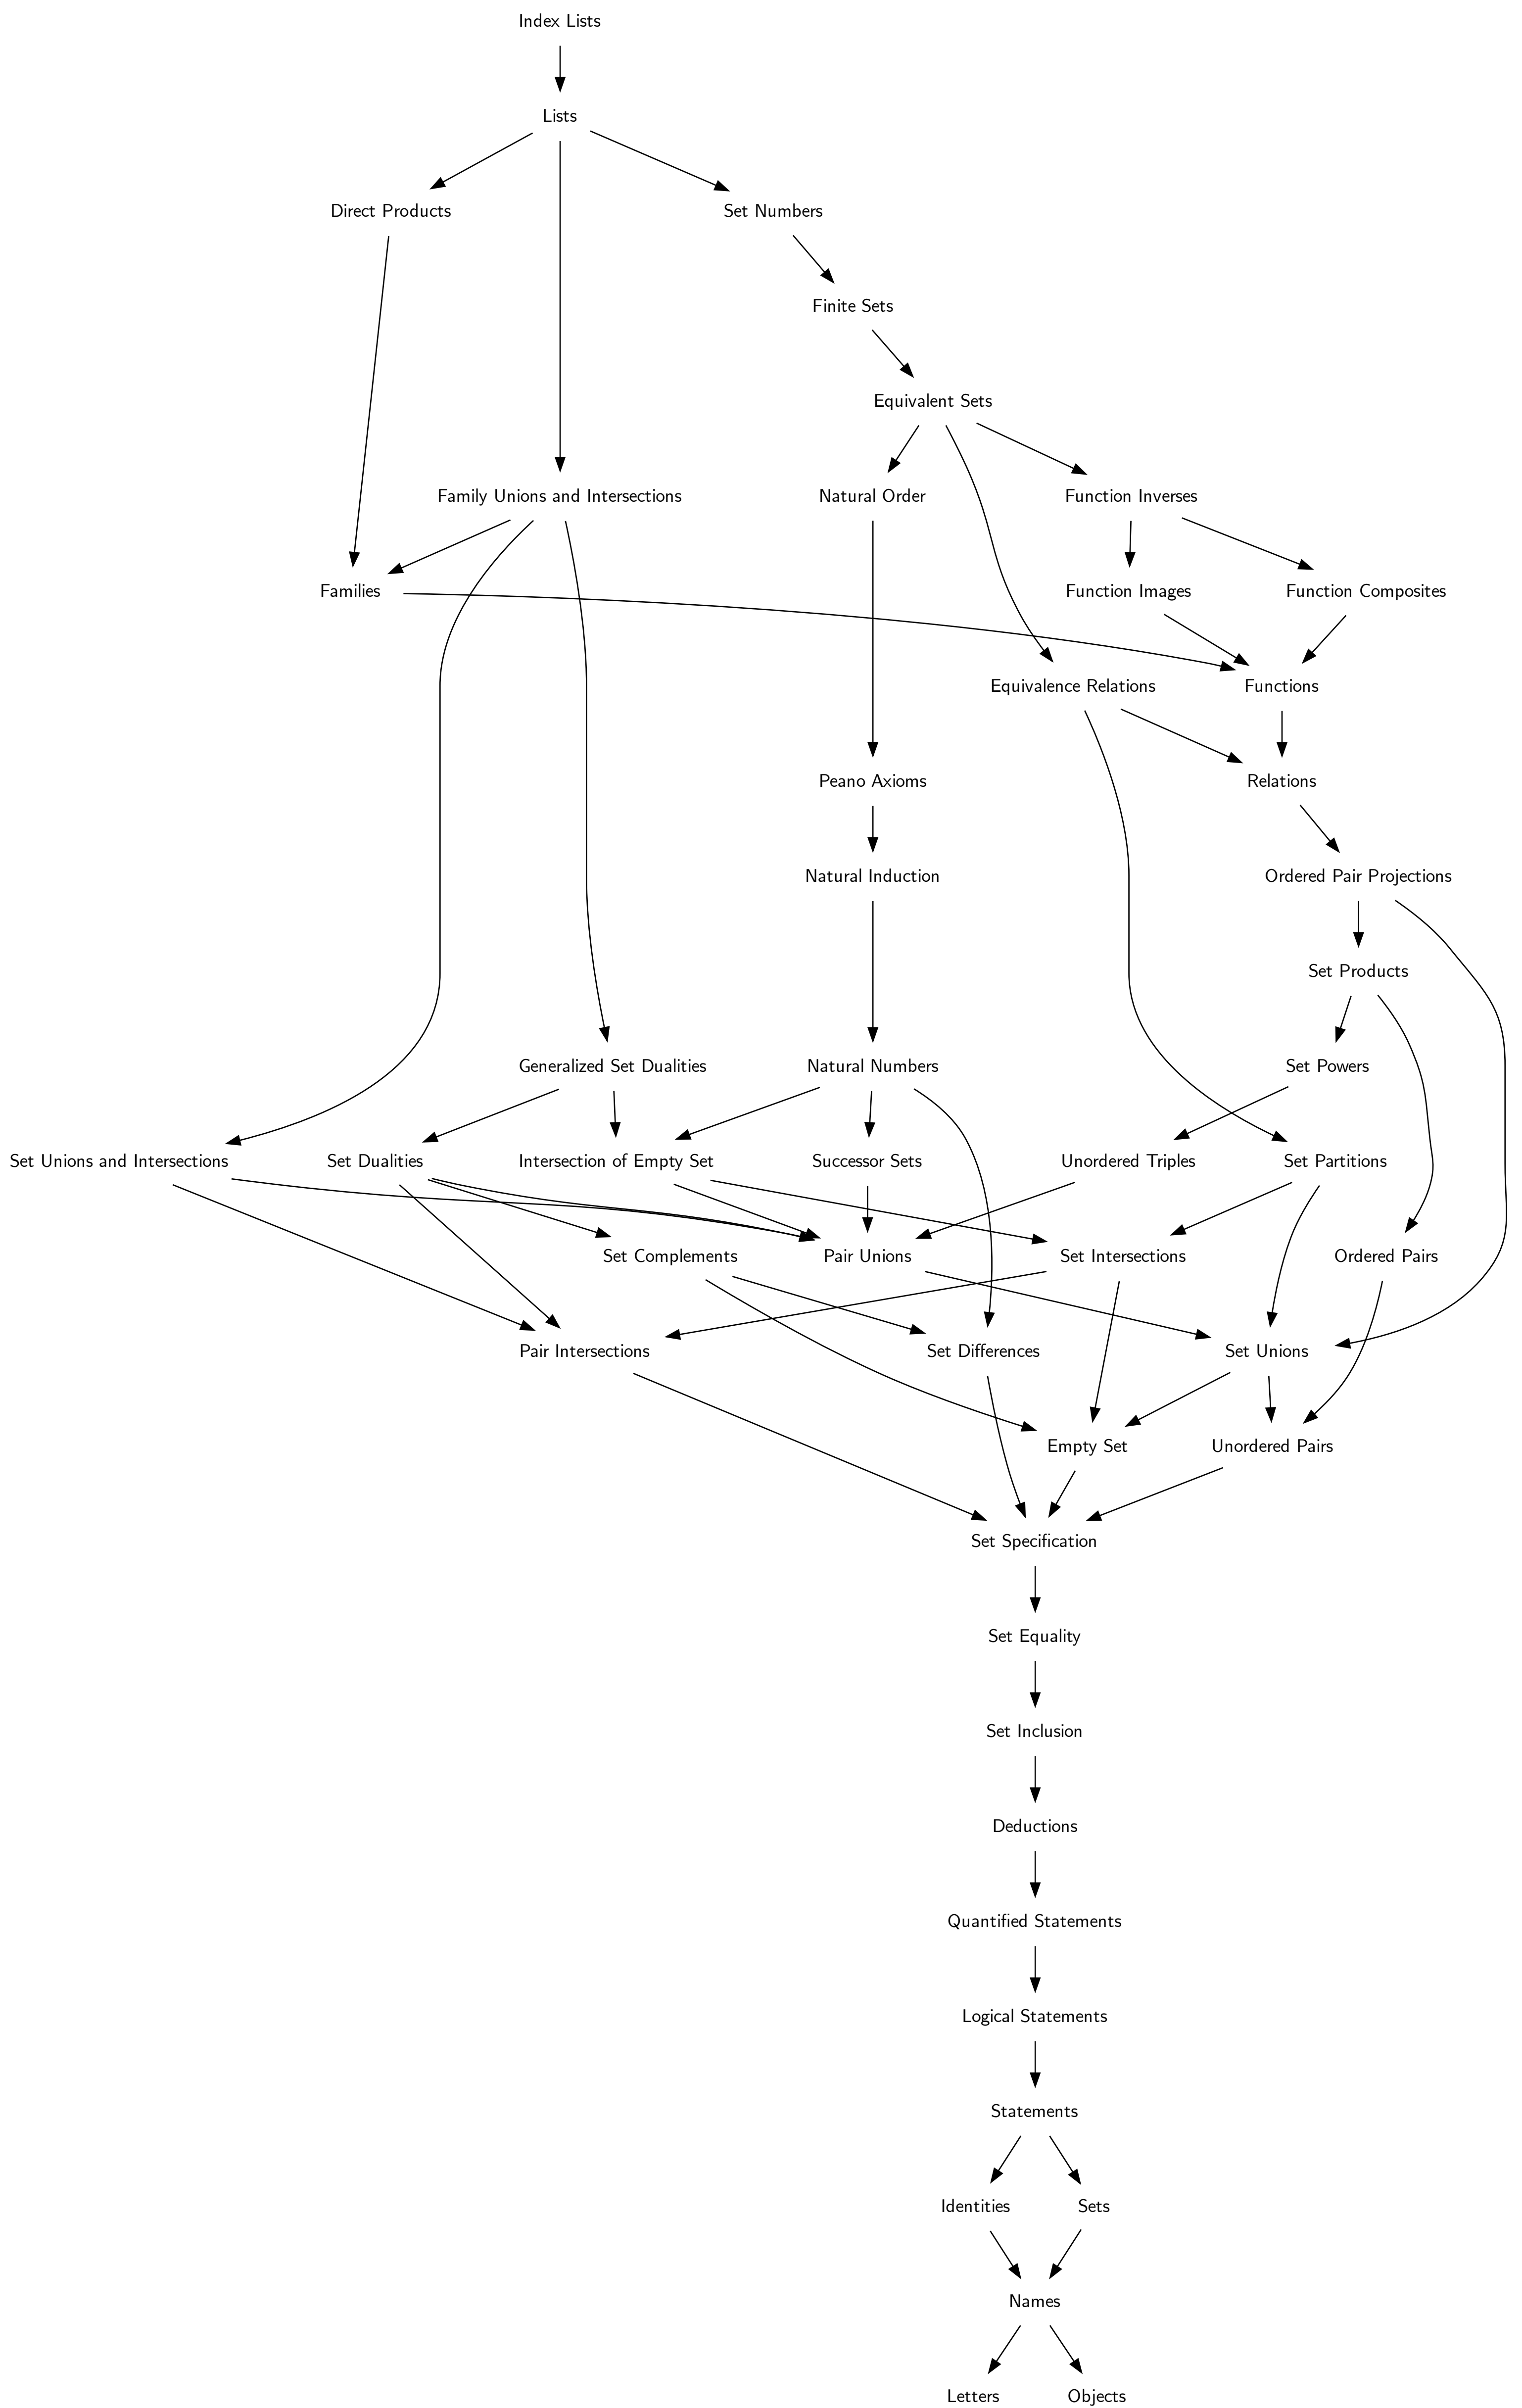 Index Lists
Lists
Direct Products
Set Numbers
Finite Sets
Equivalent Sets
Family Unions and Intersections
Natural Order
Function Inverses
Families
Function Images
Function Composites
Equivalence Relations
Functions
Peano Axioms
Relations
Natural Induction
Ordered Pair Projections
Set Products
Generalized Set Dualities
Natural Numbers
Set Powers
Set Unions and Intersections
Set Dualities
Intersection of Empty Set
Successor Sets
Unordered Triples
Set Partitions
Set Complements
Pair Unions
Set Intersections
Ordered Pairs
Pair Intersections
Set Differences
Set Unions
Empty Set
Unordered Pairs
Set Specification
Set Equality
Set Inclusion
Deductions
Quantified Statements
Logical Statements
Statements
Identities
Sets
Names
Letters
Objects